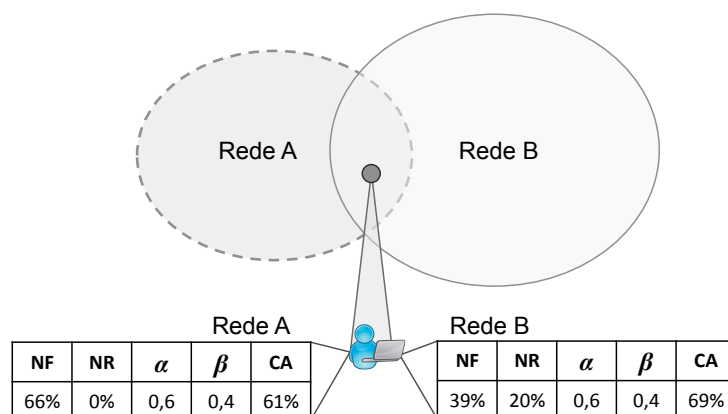 Rede A
Rede B
Rede A
Rede B
NF NR α β CA
66% 0% 0,6 0,4 61%
NF NR α β CA
39% 20% 0,6 0,4 69%